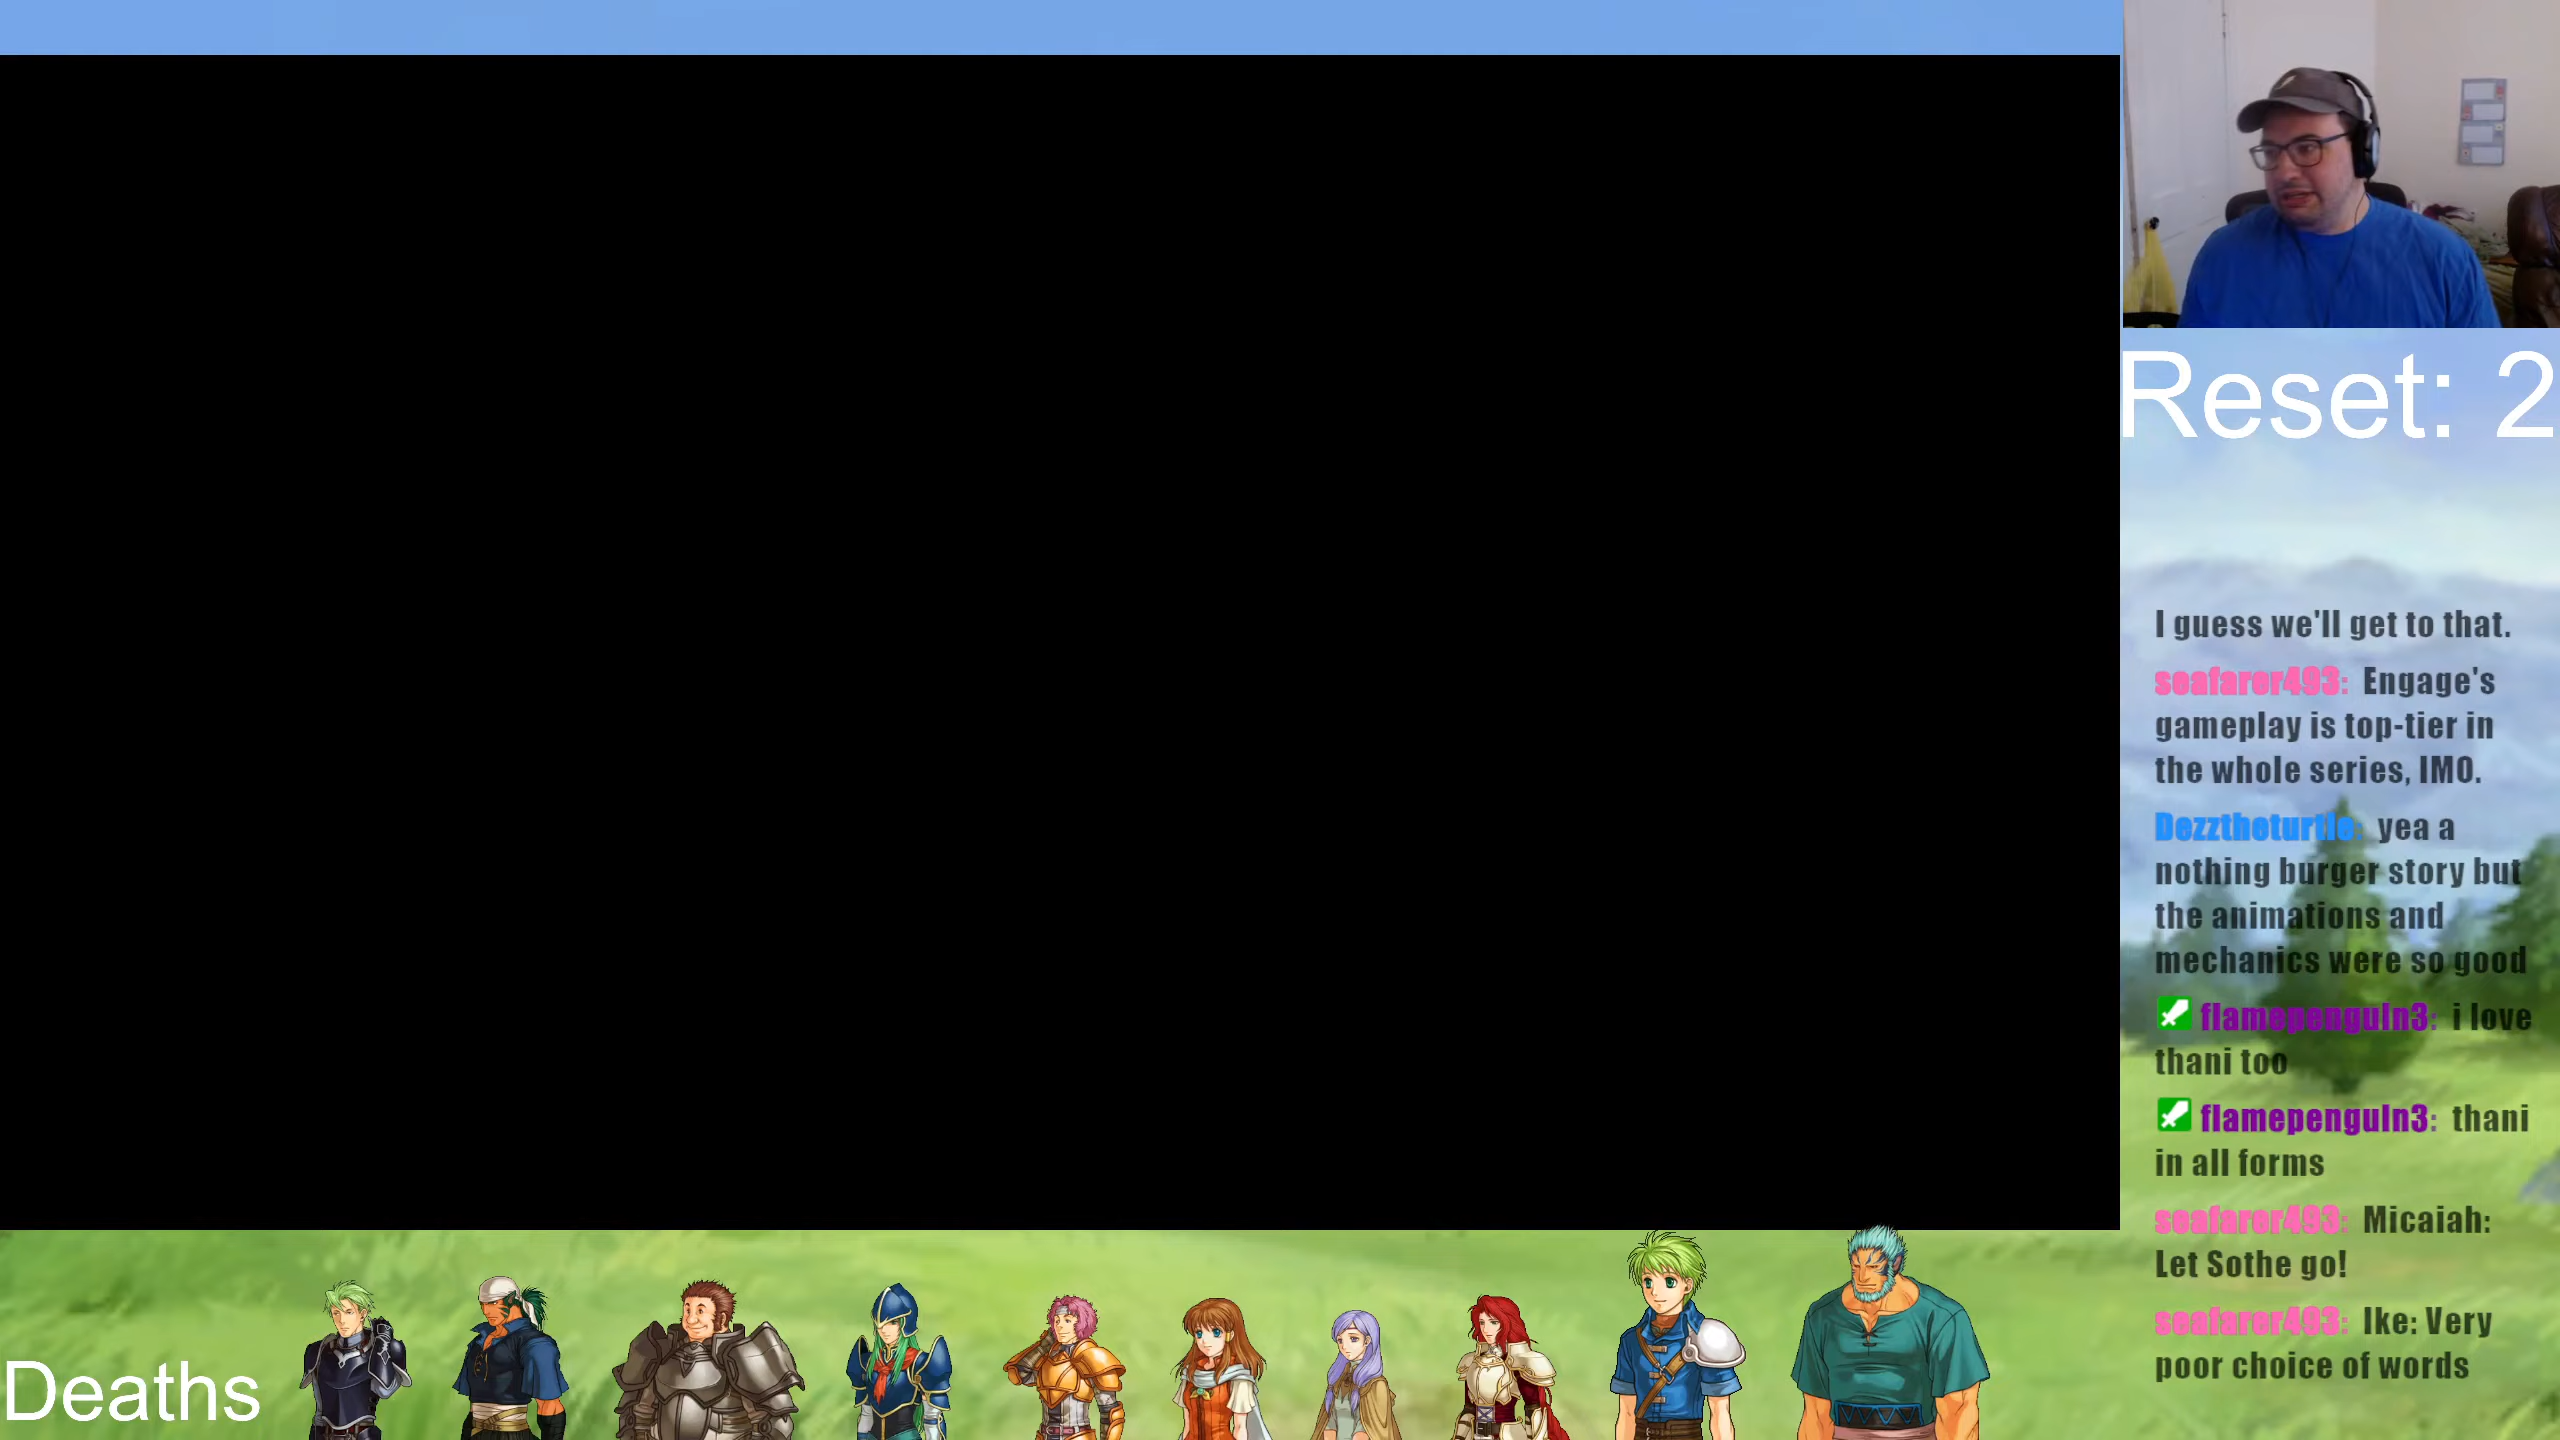 Reset: 2
I guess we'll get to that.
seafarer493: Engage's
gameplay is top-tier in
the whole series, IMO.
Dezztheturtle: yea a
nothing burger story but
the animations and
mechanics were so good
flamepenguin3: i love
thani too
flamepenguin3: thani
in all forms
seafarer493: Micaiah:
Let Sothe go!
seafarer493: Ike: Very
poor choice of words
Deaths